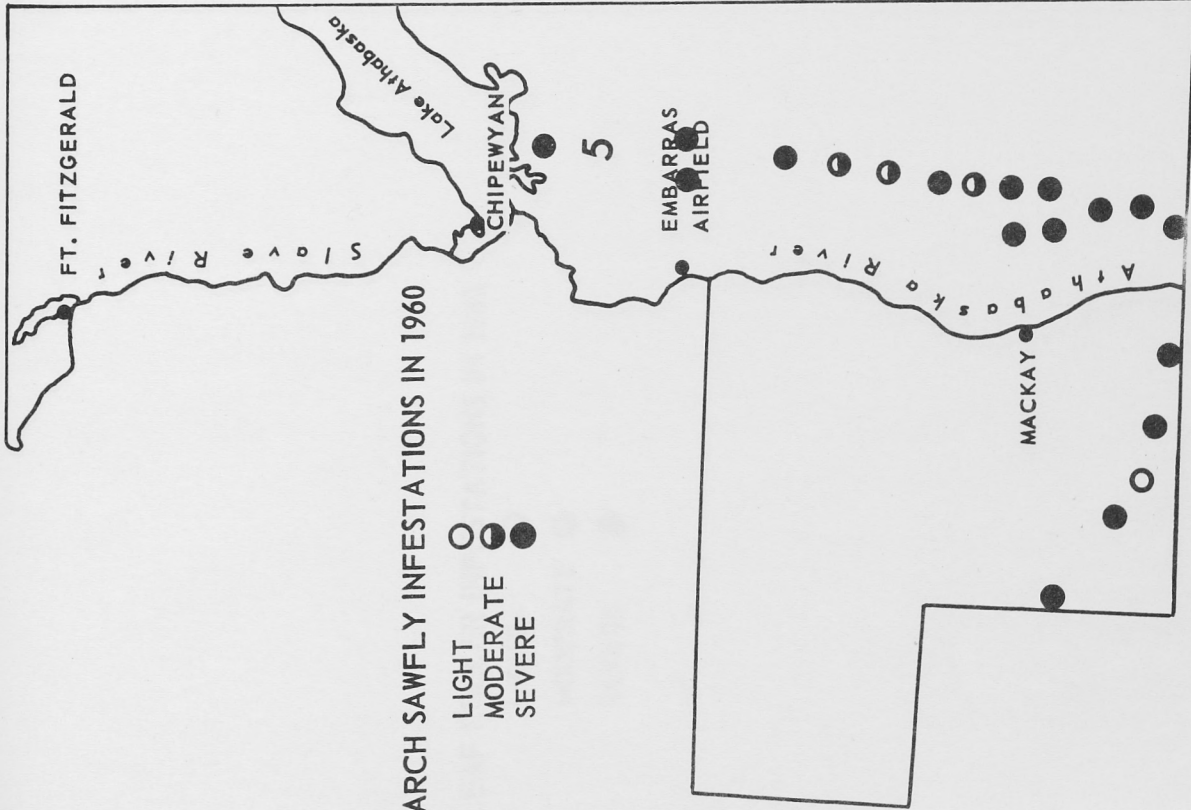 FT. FITZGERALD
Slave River
Lake Athabaska
CHIPEWYAN
5
EMBARRAS
AIRFIELD
Athabaska River
MACKAY
ARCH SAWFLY INFESTATIONS IN 1960
LIGHT
MODERATE
SEVERE